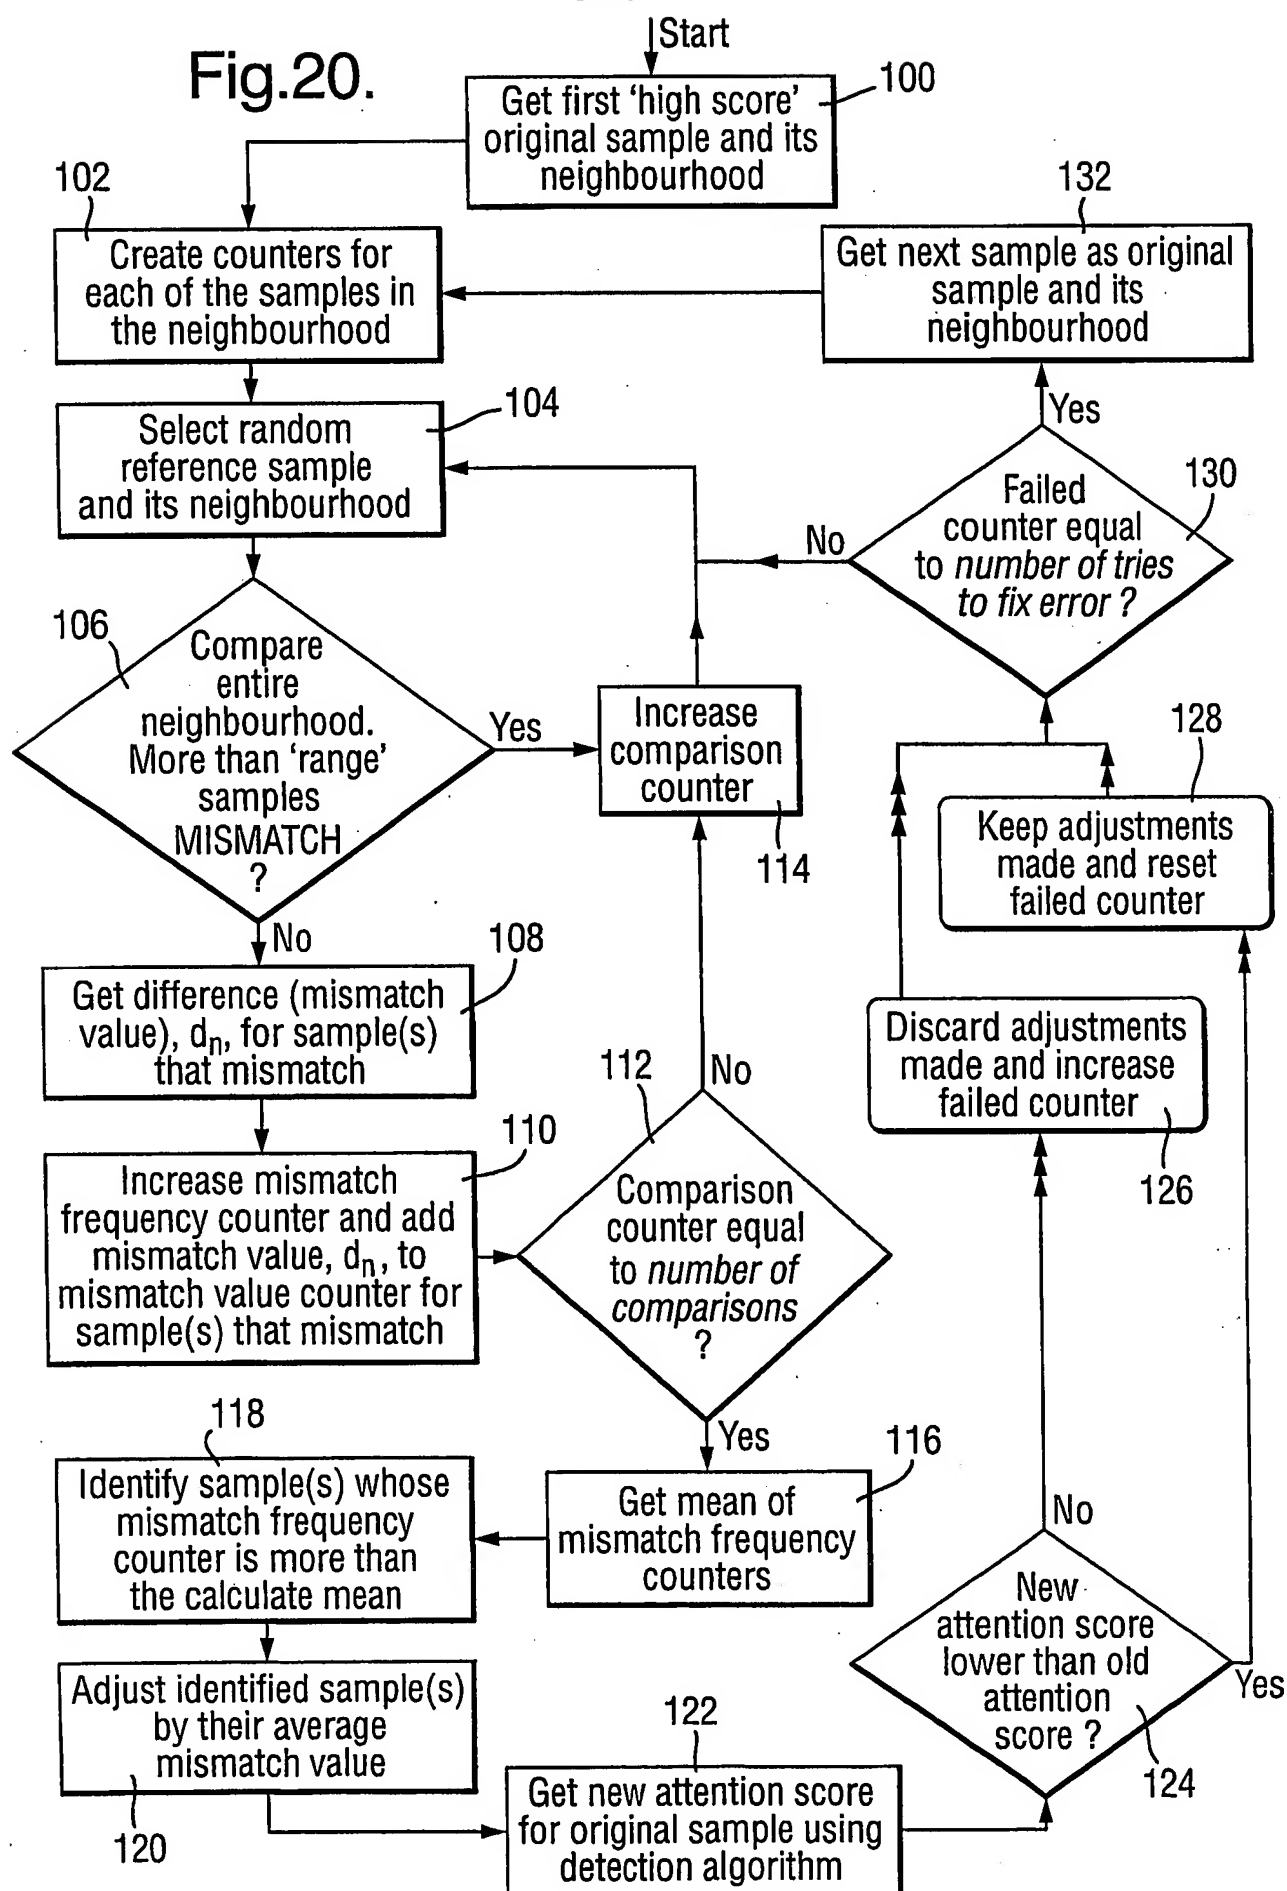 Fig.20.
Start
Get first 'high score'
original sample and its
neighbourhood
100
102
Create counters for
each of the samples in
the neighbourhood
132
Get next sample as original
sample and its
neighbourhood
Select random
reference sample
and its neighbourhood
104
Yes
Failed
counter equal
to number of tries
to fix error ?
130
No
106
Compare
entire
neighbourhood.
More than 'range'
samples
MISMATCH
?
Yes
Increase
comparison
counter
114
128
Keep adjustments
made and reset
failed counter
No
108
Get difference (mismatch
value), dn, for sample(s)
that mismatch
Discard adjustments
made and increase
failed counter
126
112
No
110
Increase mismatch
frequency counter and add
mismatch value, dn, to
mismatch value counter for
sample(s) that mismatch
Comparison
counter equal
to number of
comparisons
?
Yes
118
Identify sample(s) whose
mismatch frequency
counter is more than
the calculate mean
116
Get mean of
mismatch frequency
counters
No
New
attention score
lower than old
attention
score ?
Yes
124
Adjust identified sample(s)
by their average
mismatch value
120
122
Get new attention score
for original sample using
detection algorithm